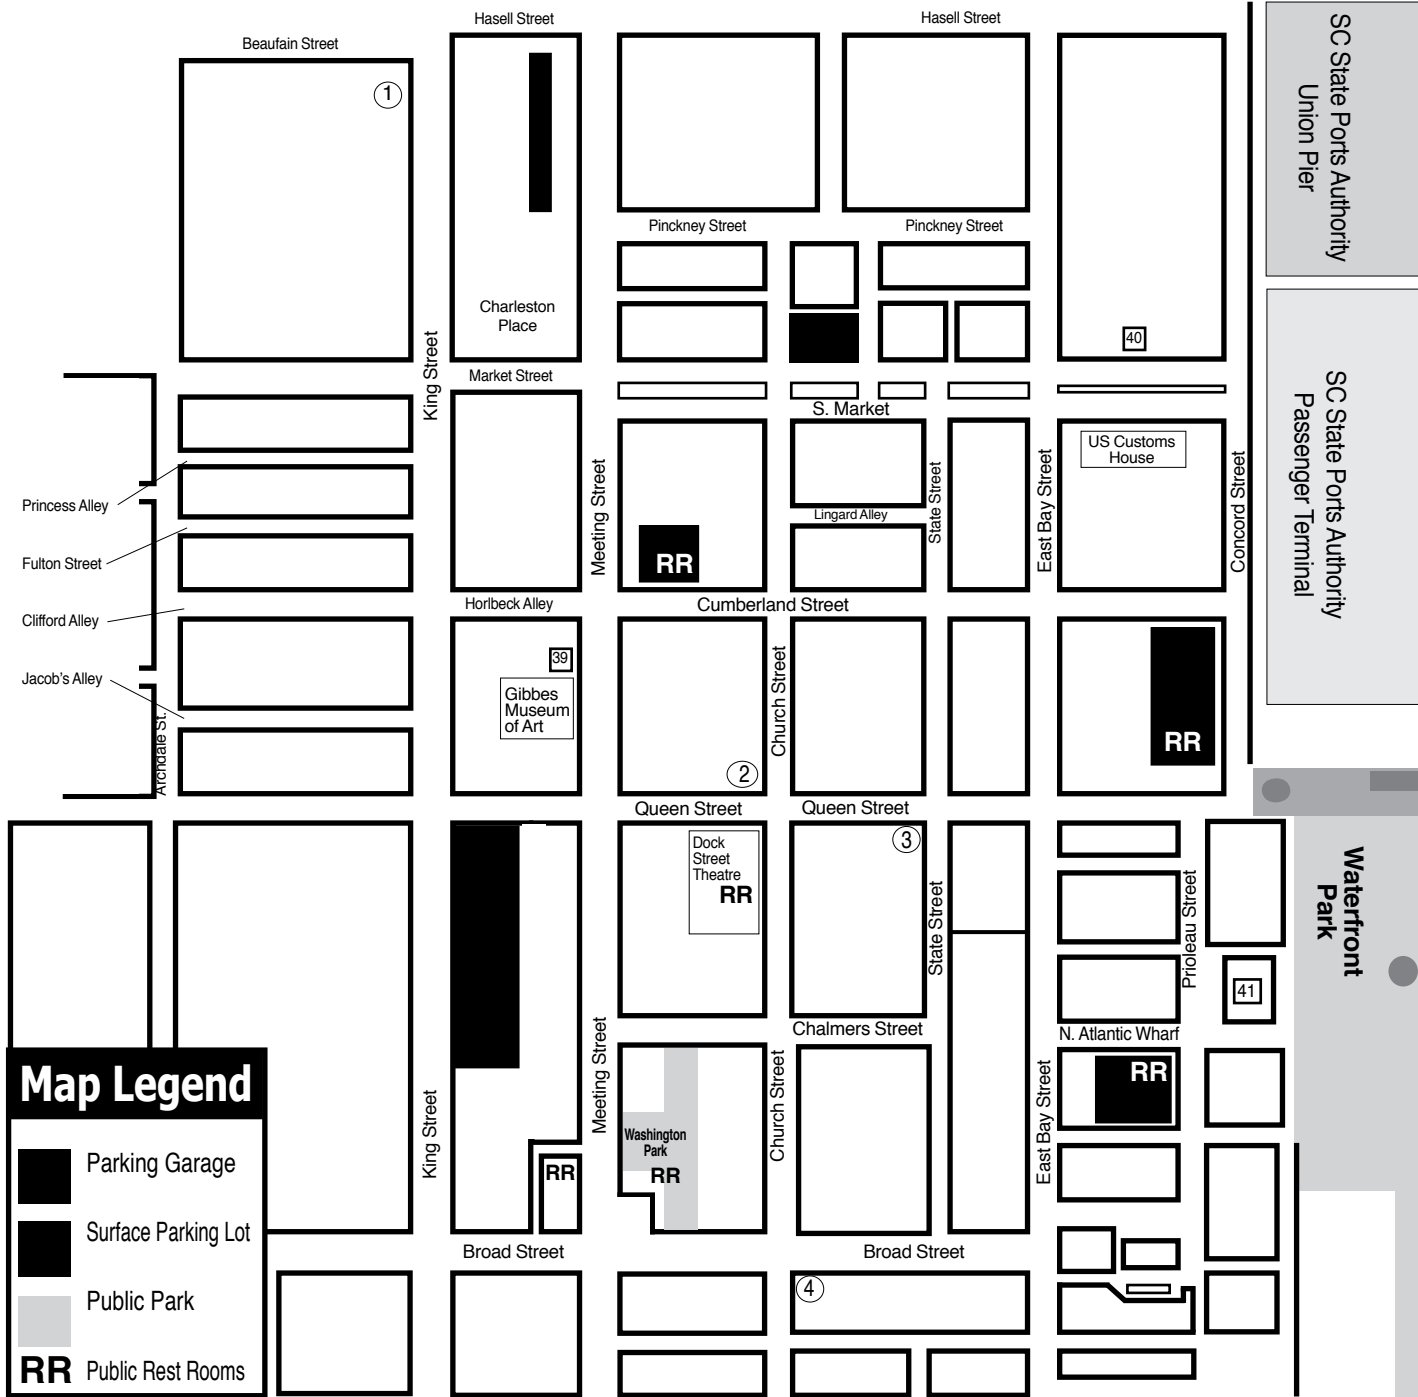 Hasell Street
Hasell Street
Beaufain Street
1
SC State Ports Authority
Union Pier
Pinckney Street
Pinckney Street
Charleston
Place
40
King Street
Market Street
S. Market
SC State Ports Authority
Passenger Terminal
US Customs
House
Meeting Street
State Street
East Bay Street
Concord Street
Princess Alley
Lingard Alley
RR
Fulton Street
Horlbeck Alley
Cumberland Street
Clifford Alley
39
Church Street
Jacob's Alley
Gibbes
Museum
of Art
Archdale St.
RR
2
Queen Street
Queen Street
Dock
Street
Theatre
RR
3
State Street
Prioleau Street
Waterfront
Park
41
Chalmers Street
N. Atlantic Wharf
King Street
Meeting Street
Church Street
East Bay Street
RR
Washington
Park
RR
RR
Broad Street
Broad Street
4
Map Legend
Parking Garage
Surface Parking Lot
Public Park
RR Public Rest Rooms